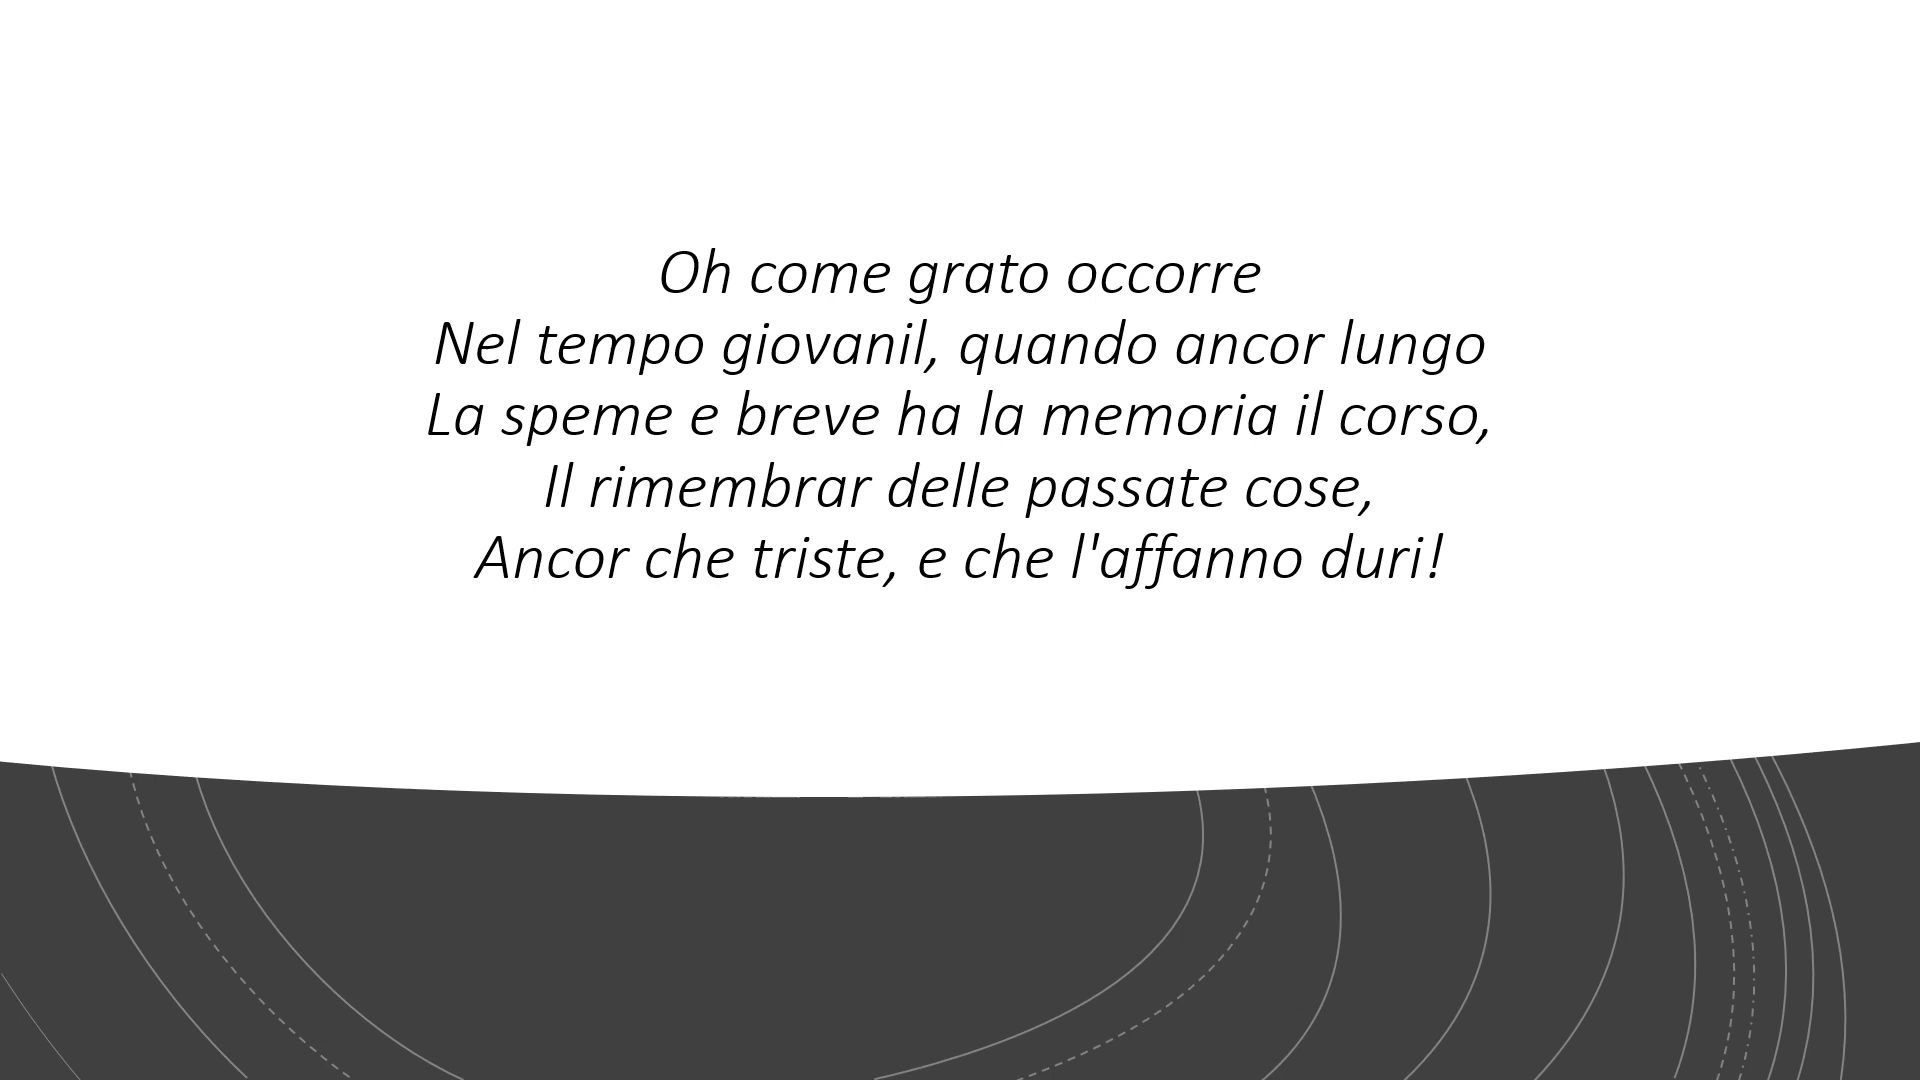 Oh come grato occorre
Nel tempo giovanil, quando ancor lungo
La speme e breve ha la memoria il corso,
Il rimembrar delle passate cose,
Ancor che triste, e che l'affanno duri!